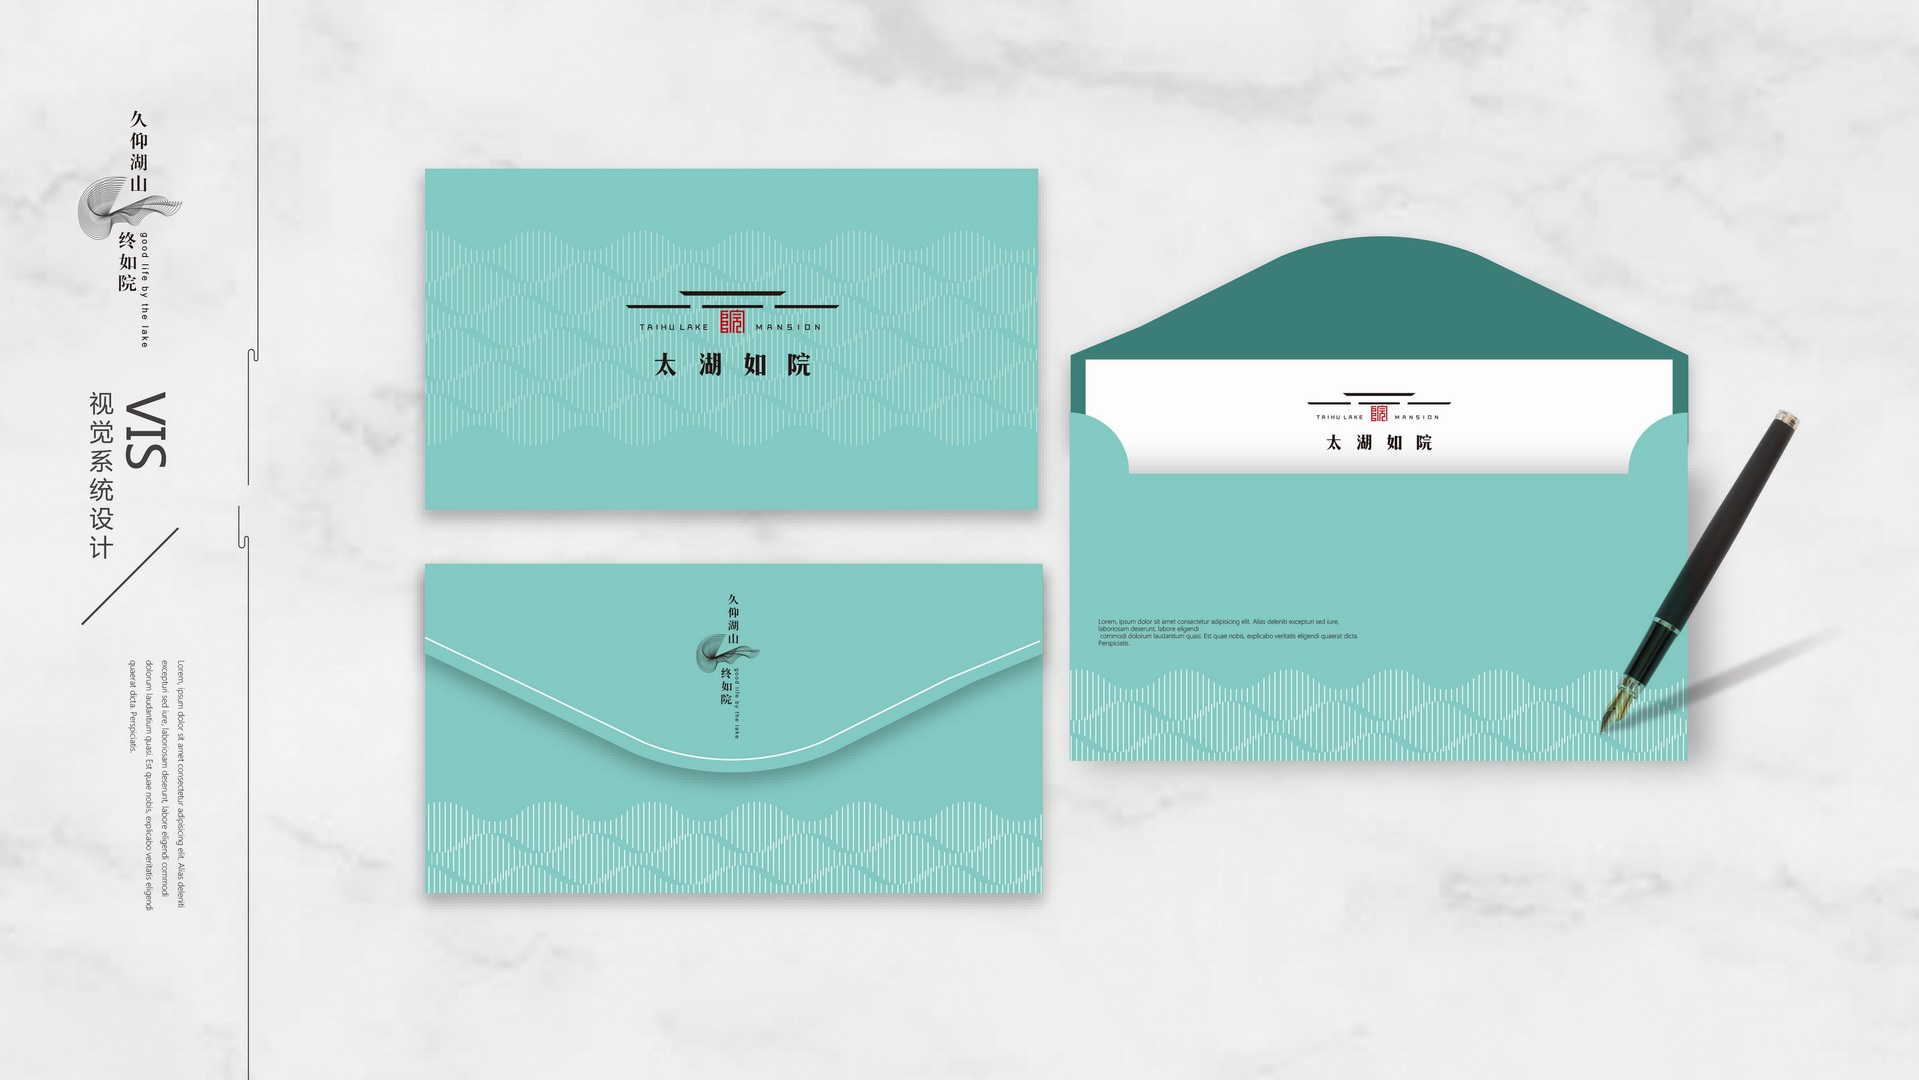 久仰湖山
终如院
good life by the lake
VIS
视觉系统设计
Lorem, ipsum dolor sit amet consectetur adipisicing elit. Alias deleniti
excepturi sed iure, laboriosam deserunt, labore eligendi commodi
dolorum laudantium quasi. Est quae nobis, explicabo veritatis eligendi
quaerat dicta. Perspiciatis.
TAIHU LAKE 院 MANSION
太湖如院
久仰湖山
终如院
good life by the lake
TAIHU LAKE 院 MANSION
太湖如院
Lorem, ipsum dolor sit amet consectetur adipisicing elit. Alias deleniti excepturi sed iure,
laboriosam deserunt, labore eligendi
commodi dolorum laudantium quasi. Est quae nobis, explicabo veritatis eligendi quaerat dicta.
Perspiciatis.